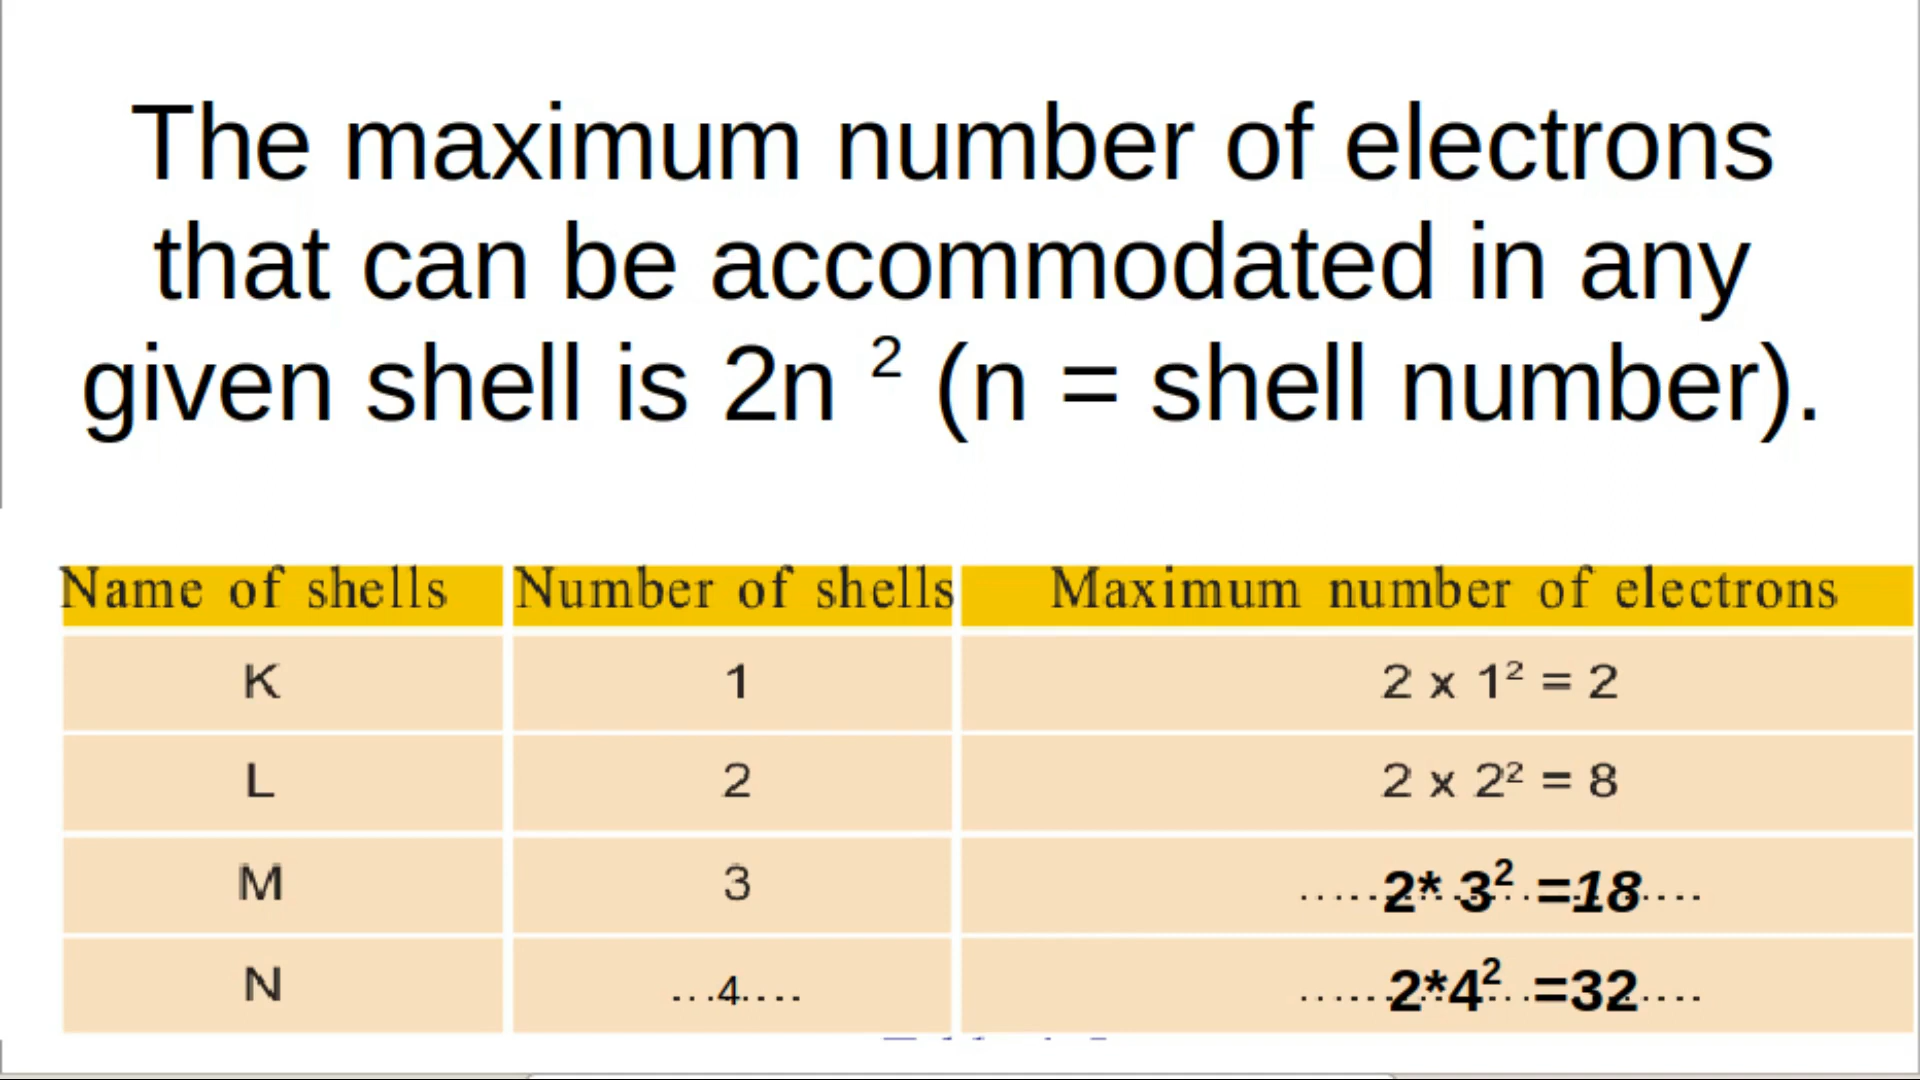 The maximum number of electrons
that can be accommodated in any
given shell is 2n ² (n = shell number).
Name of shells Number of shells Maximum number of electrons
K 1 2 x 1² = 2
L 2 2 x 2² = 8
M 3 .....2* 3² =18....
N ...4.... .....2*4² =32....